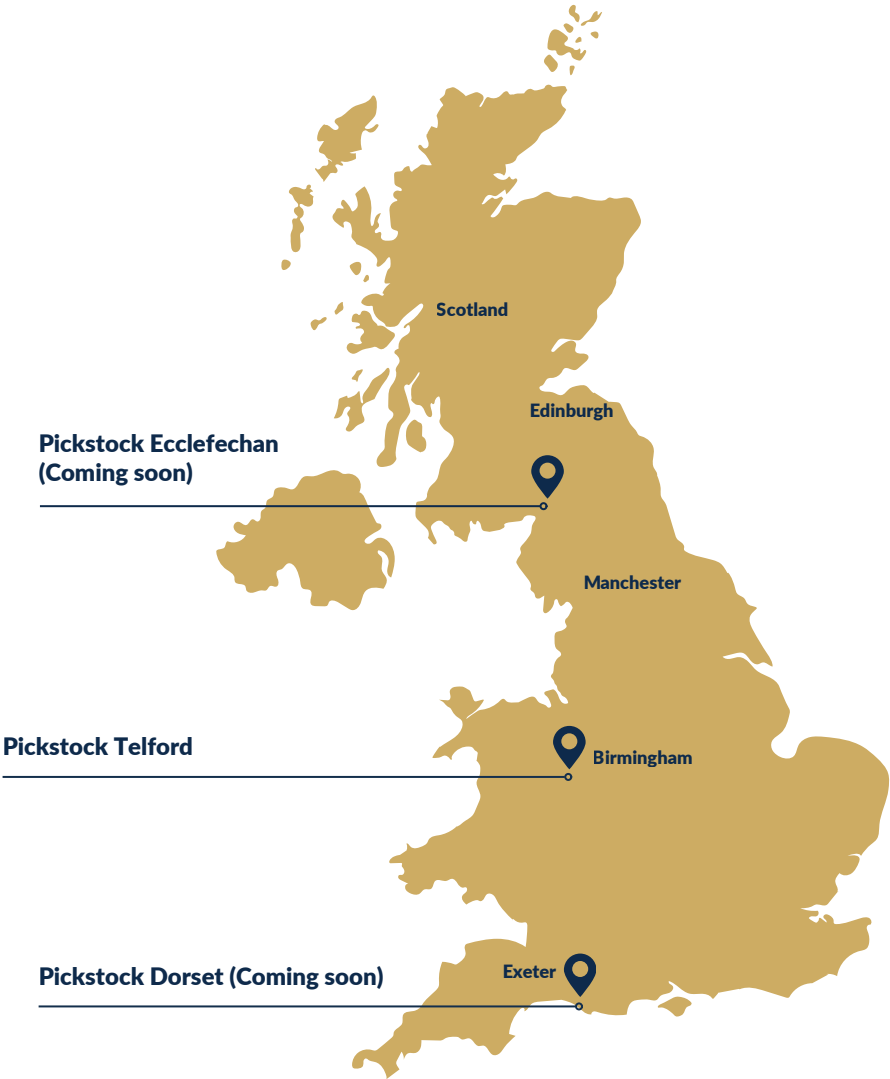 Scotland
Edinburgh
Pickstock Ecclefechan
(Coming soon)
Manchester
Pickstock Telford
Birmingham
Exeter
Pickstock Dorset (Coming soon)